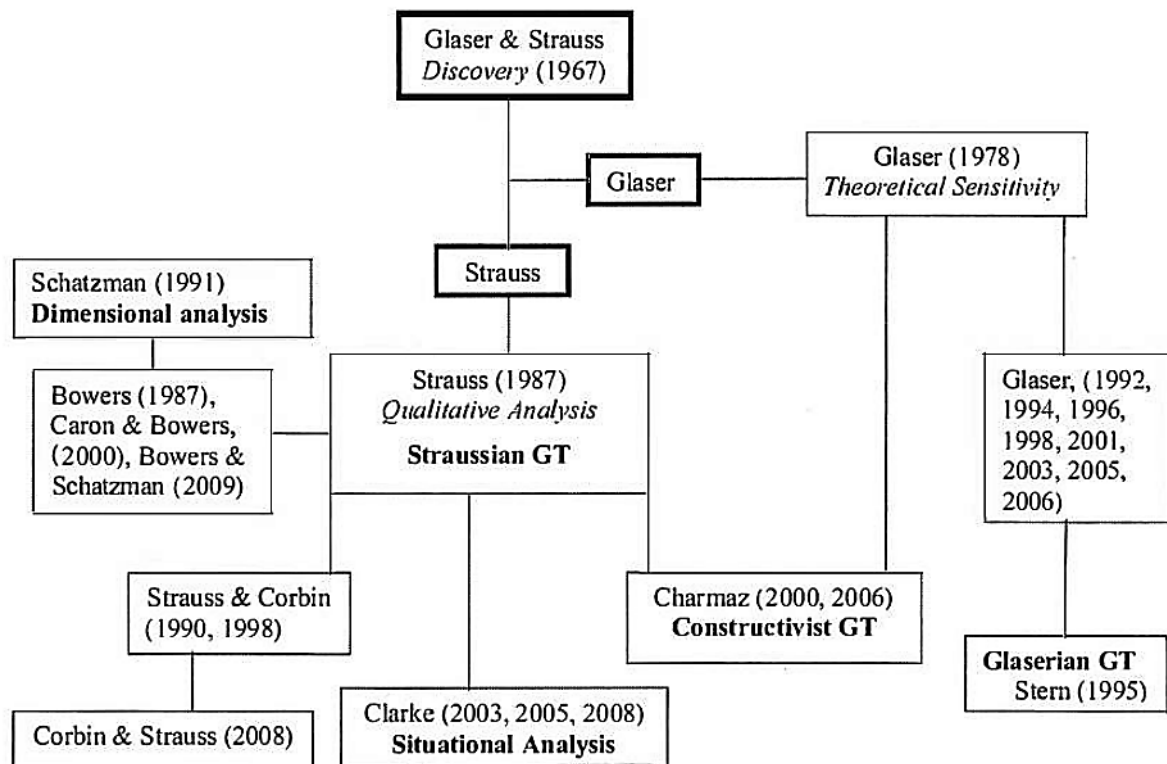 Glaser & Strauss
Discovery (1967)
Glaser
Glaser (1978)
Theoretical Sensitivity
Strauss
Schatzman (1991)
Dimensional analysis
Bowers (1987),
Caron & Bowers,
(2000), Bowers &
Schatzman (2009)
Strauss (1987)
Qualitative Analysis
Straussian GT
Glaser, (1992,
1994, 1996,
1998, 2001,
2003, 2005,
2006)
Strauss & Corbin
(1990, 1998)
Charmaz (2000, 2006)
Constructivist GT
Glaserian GT
Stern (1995)
Corbin & Strauss (2008)
Clarke (2003, 2005, 2008)
Situational Analysis